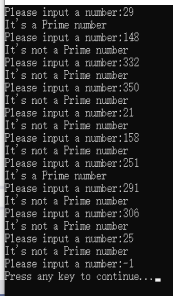 Please input a number:29
It's a Prime number
Please input a number:148
It's not a Prime number
Please input a number:332
It's not a Prime number
Please input a number:350
It's not a Prime number
Please input a number:21
It's not a Prime number
Please input a number:158
It's not a Prime number
Please input a number:251
It's a Prime number
Please input a number:291
It's not a Prime number
Please input a number:306
It's not a Prime number
Please input a number:25
It's not a Prime number
Please input a number:-1
Press any key to continue...